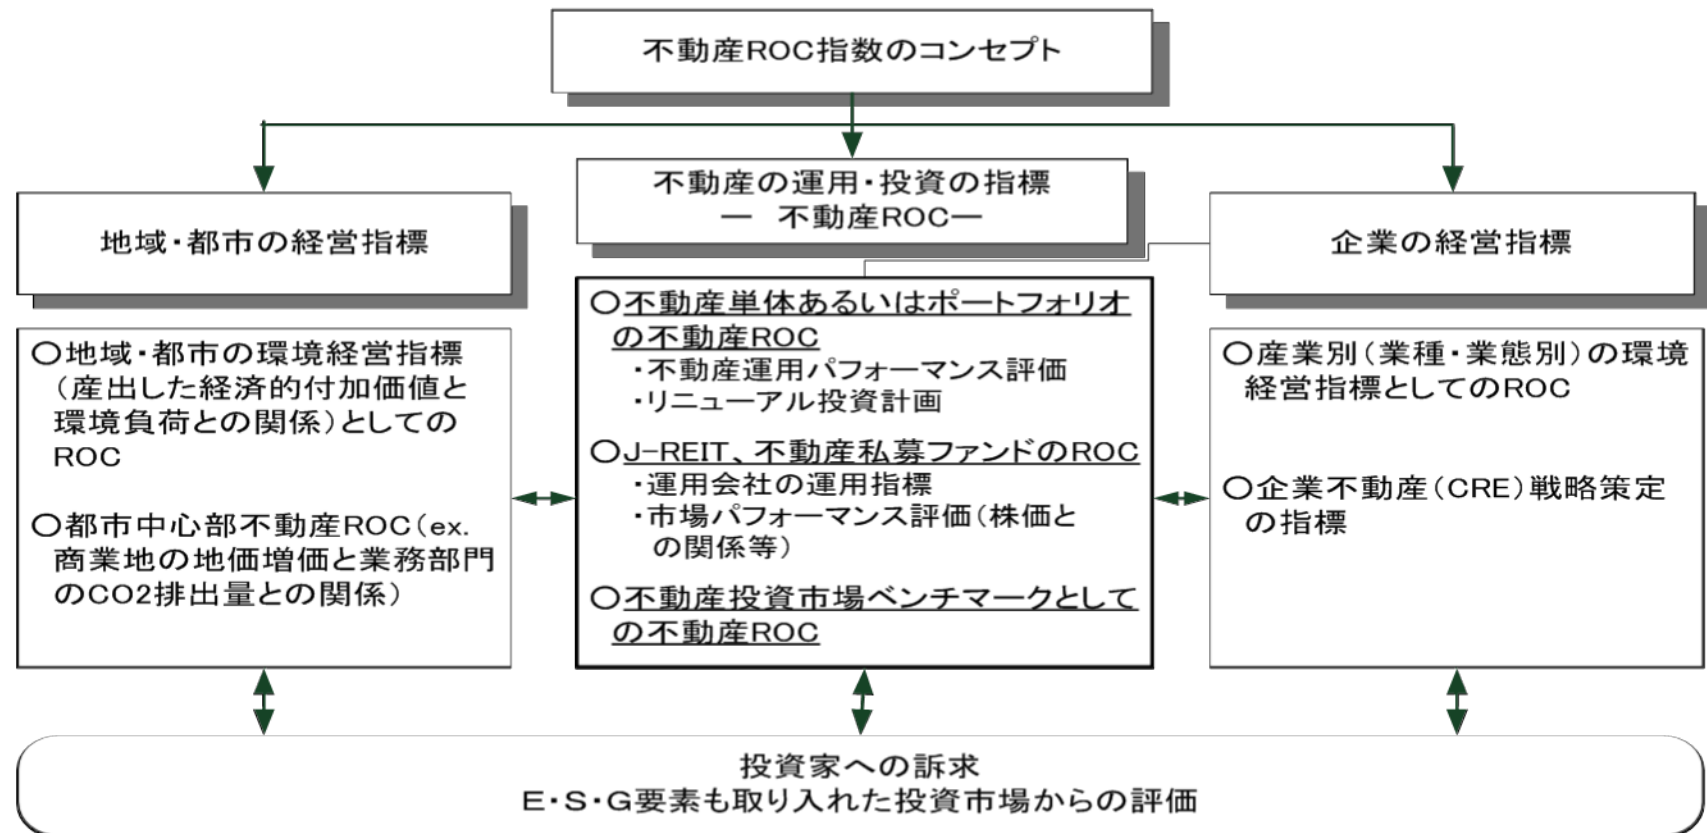 不動産ROC指数のコンセプト
不動産の運用・投資の指標
― 不動産ROC―
地域・都市の経営指標
企業の経営指標
〇地域・都市の環境経営指標
(産出した経済的付加価値と
環境負荷との関係)としての
ROC
〇都市中心部不動産ROC(ex.
商業地の地価増価と業務部門
のCO2排出量との関係)
〇不動産単体あるいはポートフォリオ
の不動産ROC
・不動産運用パフォーマンス評価
・リニューアル投資計画
〇J-REIT、不動産私募ファンドのROC
・運用会社の運用指標
・市場パフォーマンス評価(株価と
の関係等)
〇不動産投資市場ベンチマークとして
の不動産ROC
〇産業別(業種・業態別)の環境
経営指標としてのROC
〇企業不動産(CRE)戦略策定
の指標
投資家への訴求
E・S・G要素も取り入れた投資市場からの評価